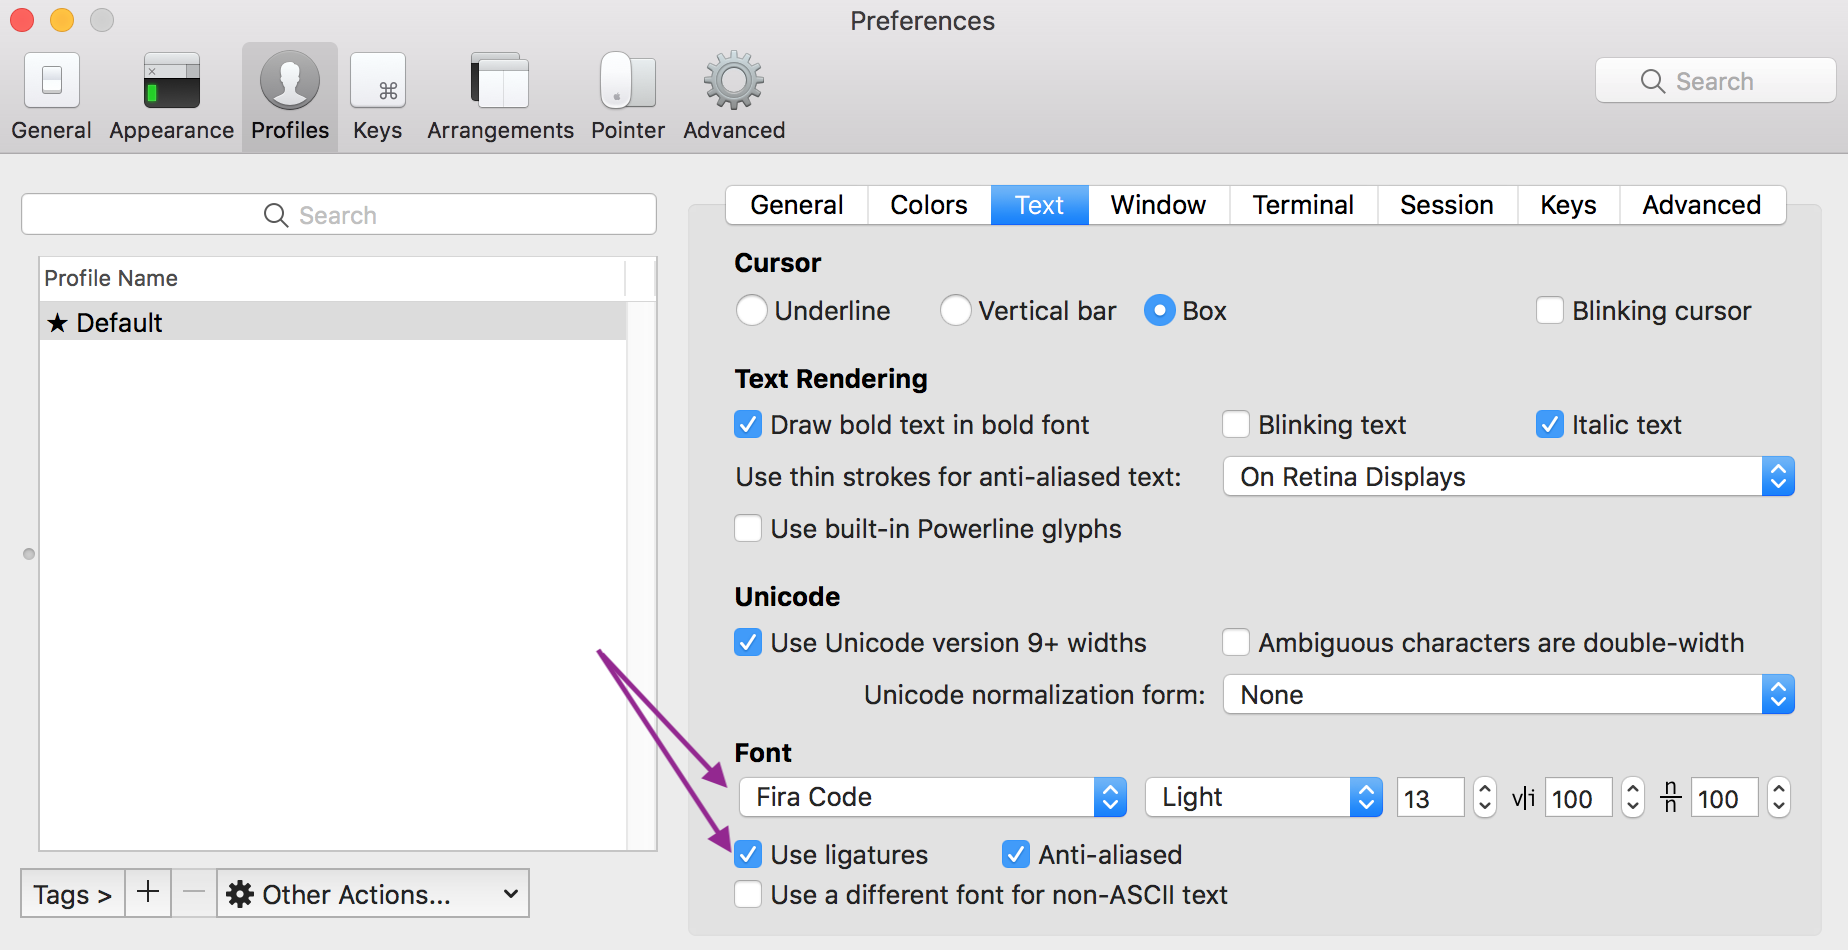 Preferences
General Appearance Profiles Keys Arrangements Pointer Advanced
Search
Search
Profile Name
★ Default
Tags > + — Other Actions...
General Colors Text Window Terminal Session Keys Advanced
Cursor
Underline Vertical bar Box Blinking cursor
Text Rendering
Draw bold text in bold font Blinking text Italic text
Use thin strokes for anti-aliased text: On Retina Displays
Use built-in Powerline glyphs
Unicode
Use Unicode version 9+ widths Ambiguous characters are double-width
Unicode normalization form: None
Font
Fira Code Light 13 v|i 100 n/n 100
Use ligatures Anti-aliased
Use a different font for non-ASCII text